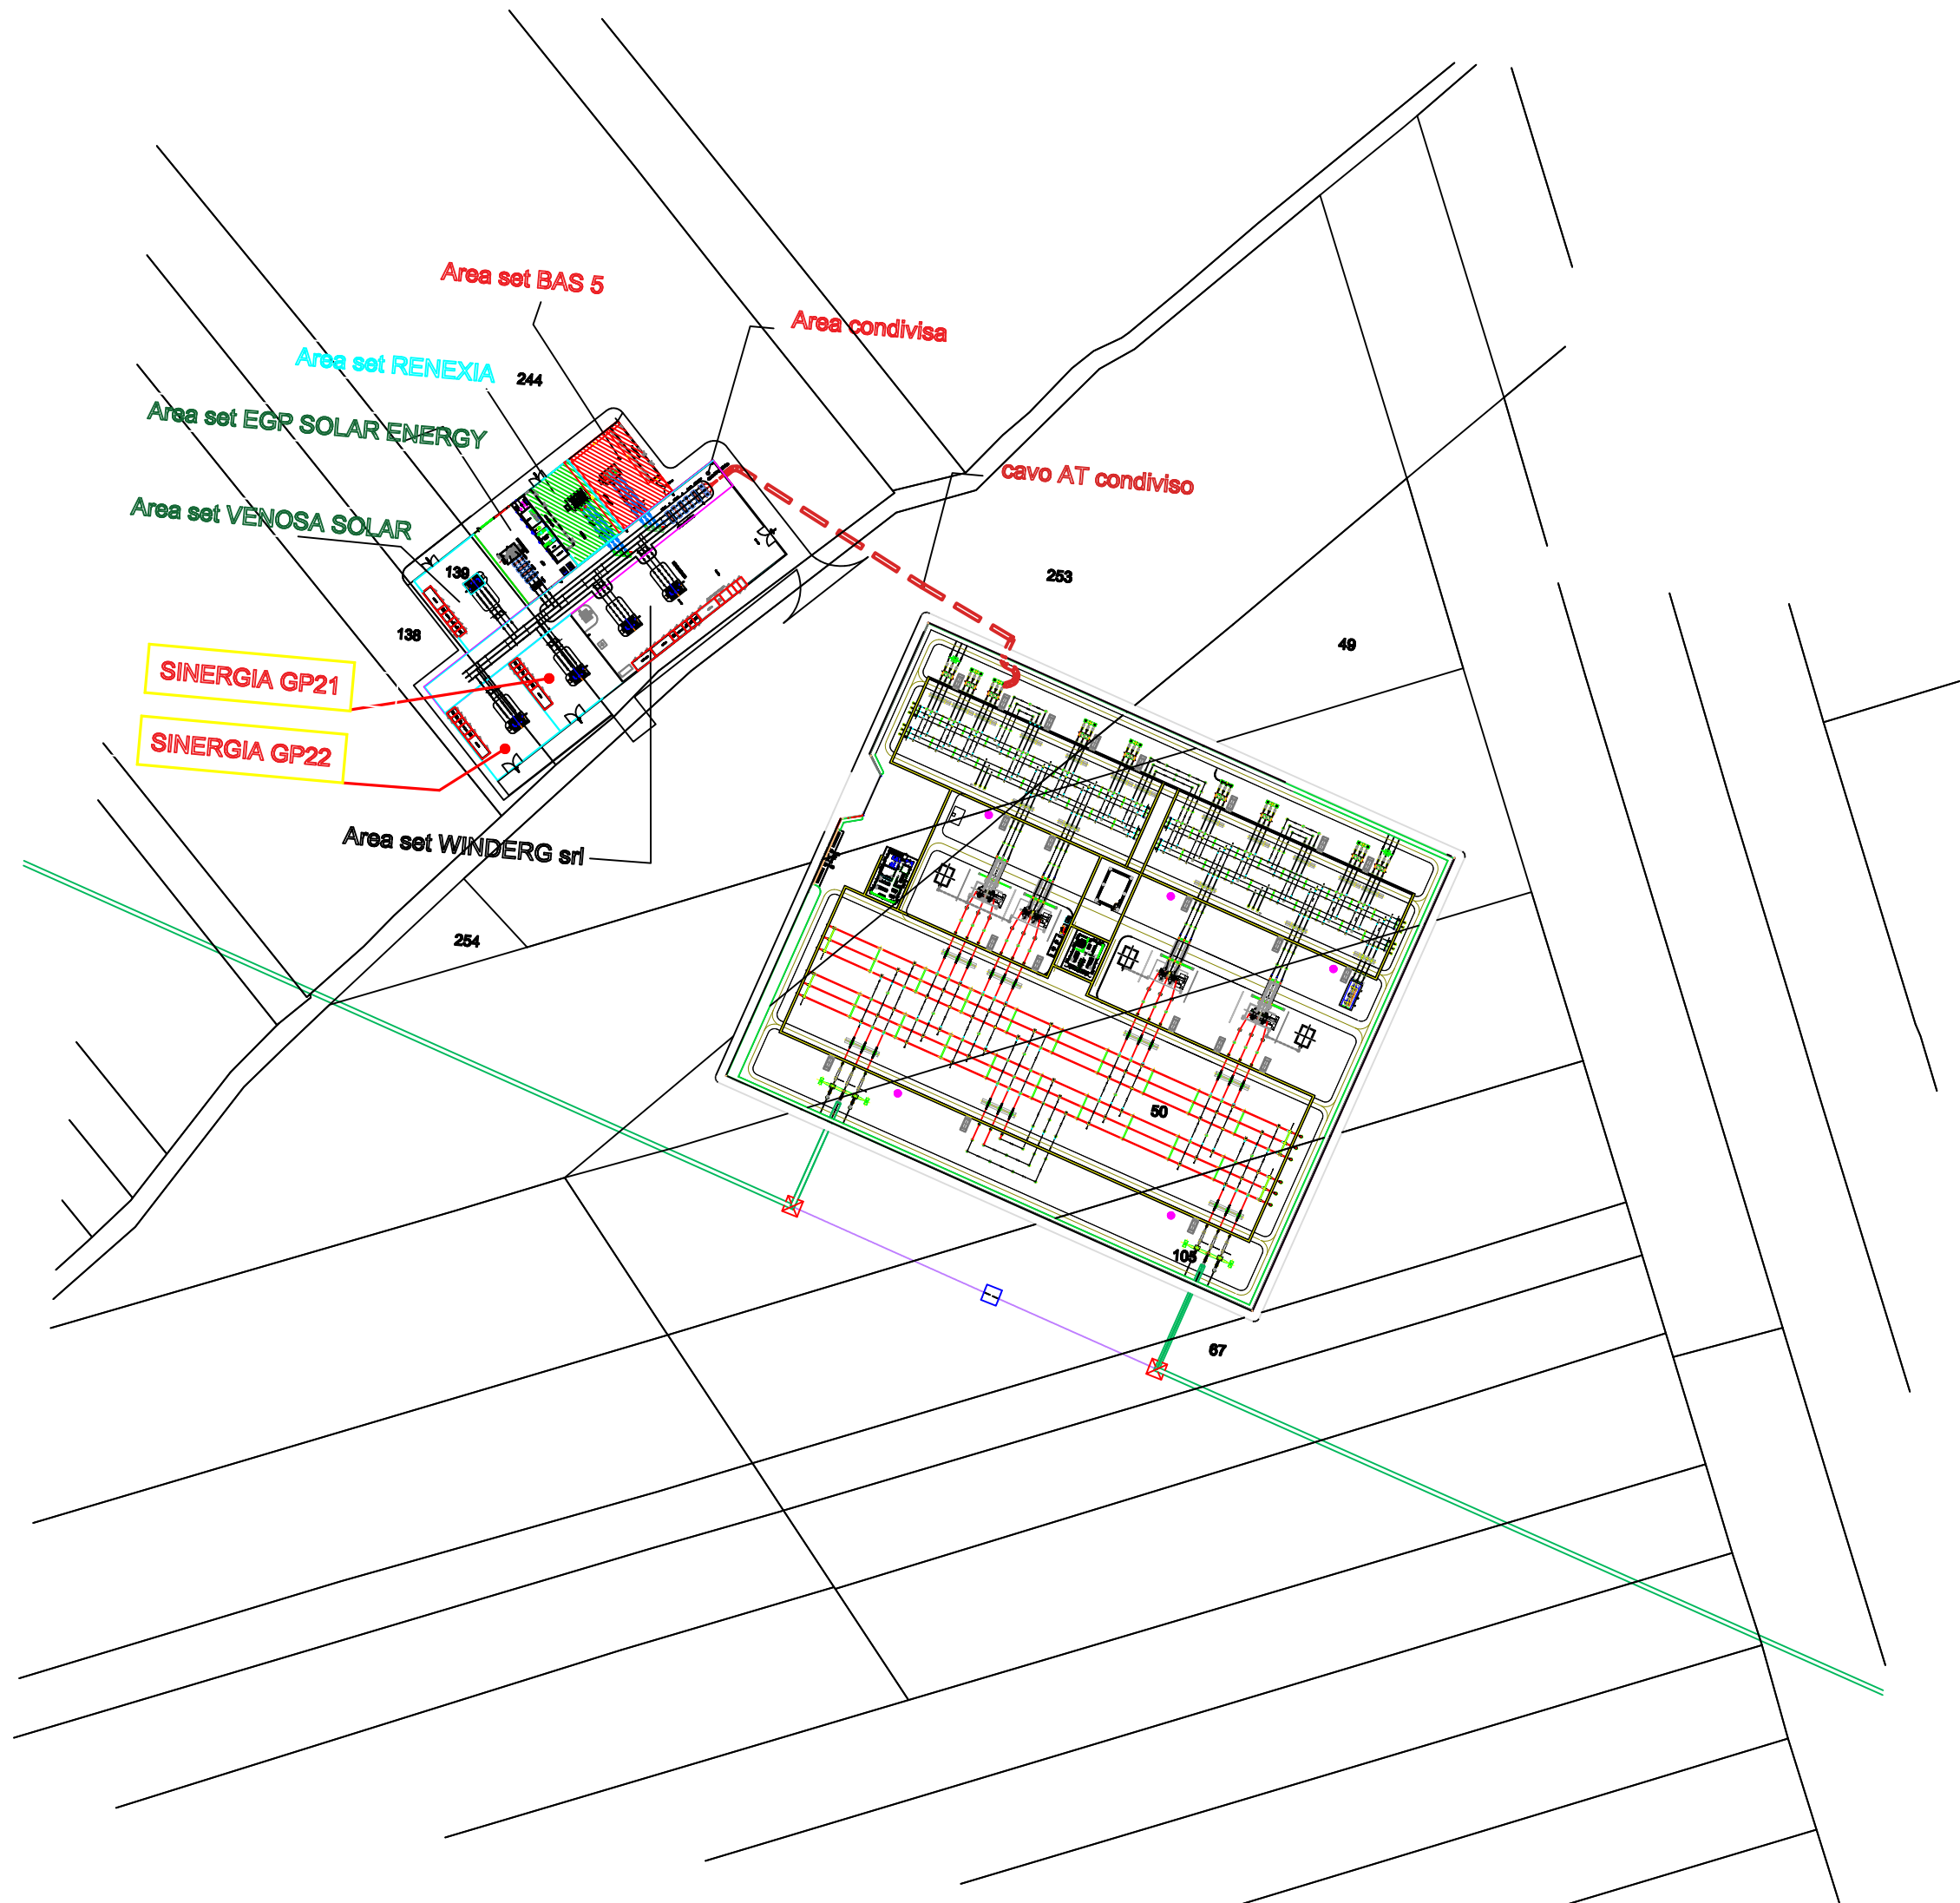 Area set BAS 5
Area condivisa
Area set RENEXIA
244
Area set EGP SOLAR ENERGY
cavo AT condiviso
Area set VENOSA SOLAR
139
253
138
49
SINERGIA GP21
SINERGIA GP22
Area set WINDERG srl
254
50
105
67